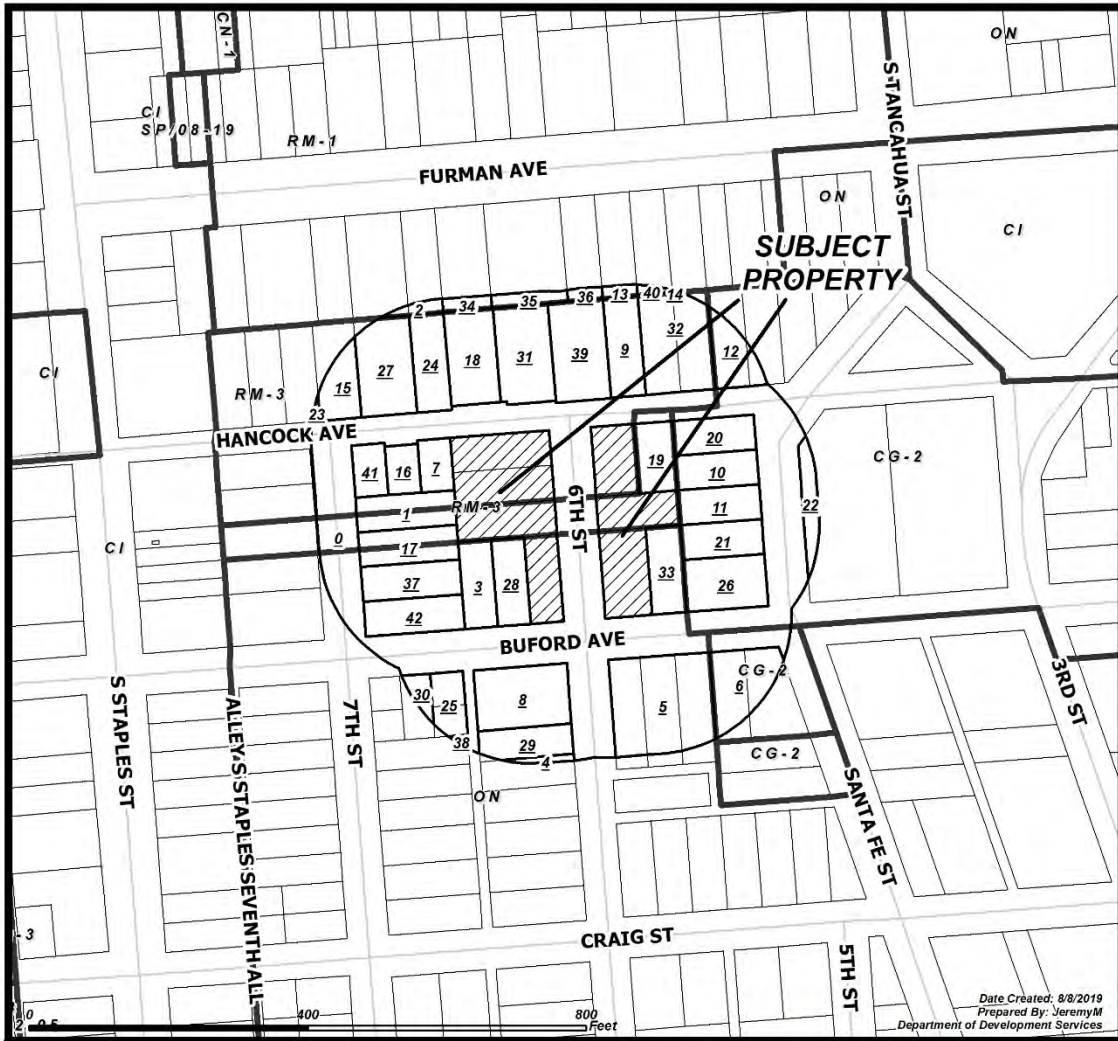 CN-1
ON
CI
SP/08-19
RM-1
S TANCAHUA ST
FURMAN AVE
ON
CI
SUBJECT
PROPERTY
2
34
35
36
13
40
14
CI
RM-3
15
27
24
18
31
39
9
32
12
23
HANCOCK AVE
41
16
7
6TH ST
19
20
10
CG-2
1
RM-3
11
22
CI
0
17
21
37
3
28
33
26
42
BUFORD AVE
S STAPLES ST
ALLEY S STAPLES SEVENTH ALL
7TH ST
30
25
8
5
6
CG-2
3RD ST
38
29
4
CG-2
ON
SANTA FE ST
CRAIG ST
5TH ST
-3
0
400
800
Feet
Date Created: 8/8/2019
Prepared By: JeremyM
Department of Development Services